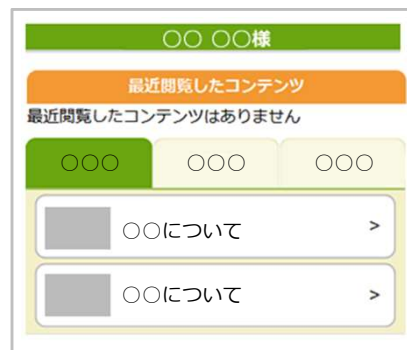 ○○ ○○様
最近閲覧したコンテンツ
最近閲覧したコンテンツはありません
○○○ ○○○ ○○○
○○について >
○○について >